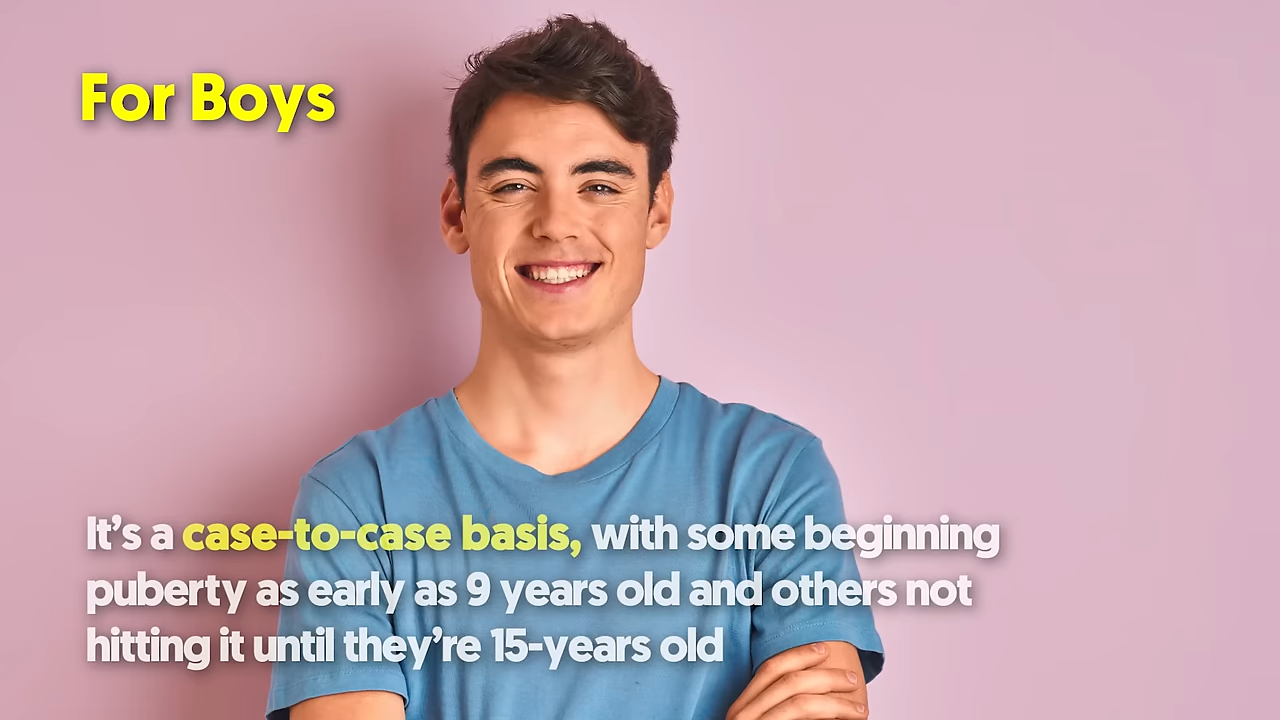 For Boys
It's a case-to-case basis, with some beginning
puberty as early as 9 years old and others not
hitting it until they're 15-years old